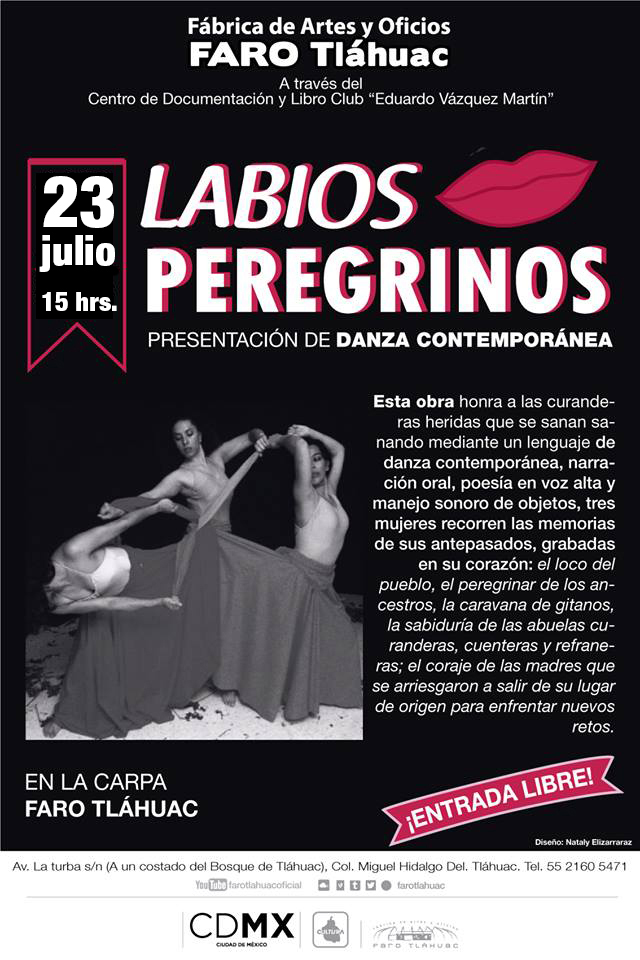 Fábrica de Artes y Oficios
FARO Tláhuac
A través del
Centro de Documentación y Libro Club “Eduardo Vázquez Martín”
23
julio
15 hrs.
LABIOS
PEREGRINOS
PRESENTACIÓN DE DANZA CONTEMPORÁNEA
Esta obra honra a las curande-
ras heridas que se sanan sa-
nando mediante un lenguaje de
danza contemporánea, narra-
ción oral, poesía en voz alta y
manejo sonoro de objetos, tres
mujeres recorren las memorias
de sus antepasados, grabadas
en su corazón: el loco del
pueblo, el peregrinar de los an-
cestros, la caravana de gitanos,
la sabiduría de las abuelas cu-
randeras, cuenteras y refrane-
ras; el coraje de las madres que
se arriesgaron a salir de su lugar
de origen para enfrentar nuevos
retos.
EN LA CARPA
FARO TLÁHUAC
¡ENTRADA LIBRE!
Diseño: Nataly Elizarraraz
Av. La turba s/n (A un costado del Bosque de Tláhuac), Col. Miguel Hidalgo Del. Tláhuac. Tel. 55 2160 5471
YouTube farotlahuacoficial farotlahuac
CDMX
CIUDAD DE MÉXICO
CULTURA
fábrica de artes y oficios
FARO TLÁHUAC